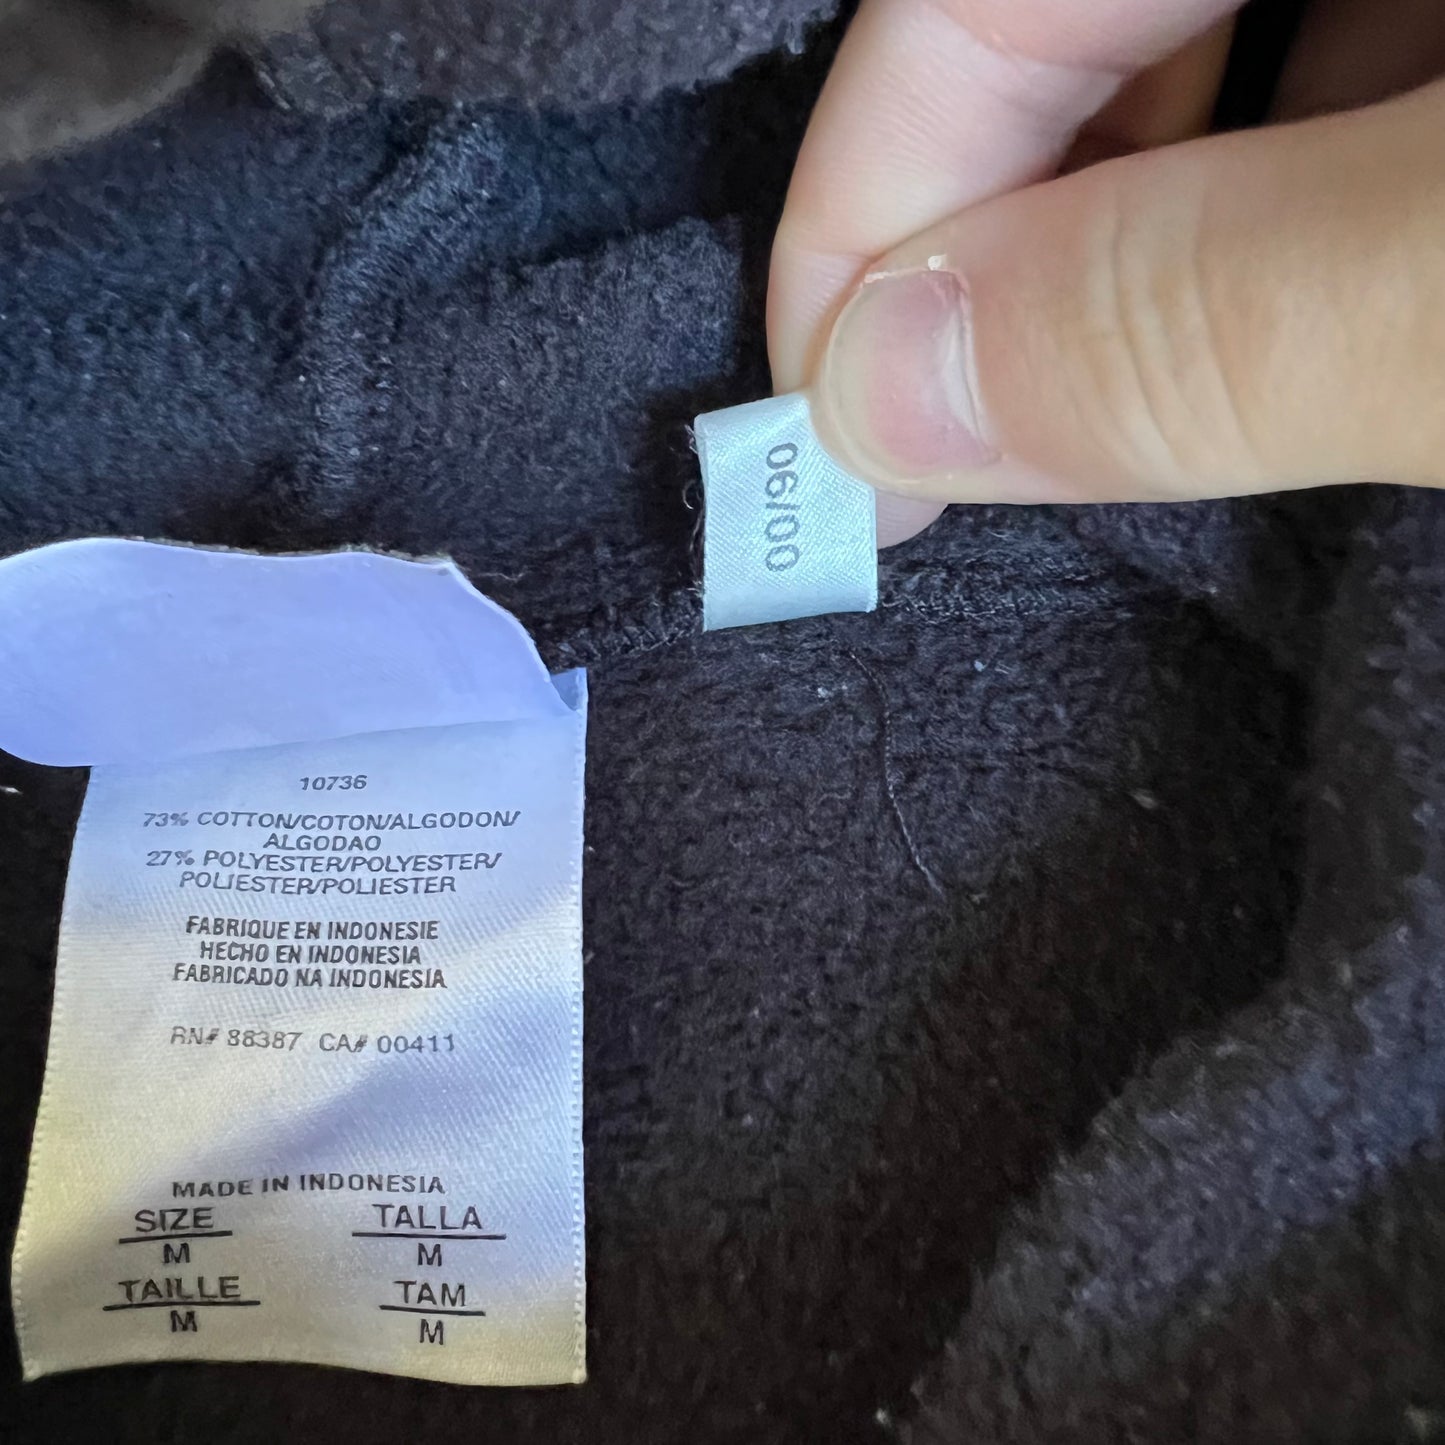 06/00
10736
73% COTTON/COTON/ALGODON/
ALGODAO
27% POLYESTER/POLYESTER/
POLIESTER/POLIESTER
FABRIQUE EN INDONESIE
HECHO EN INDONESIA
FABRICADO NA INDONESIA
RN# 88387 CA# 00411
MADE IN INDONESIA
SIZE TALLA
M M
TAILLE TAM
M M